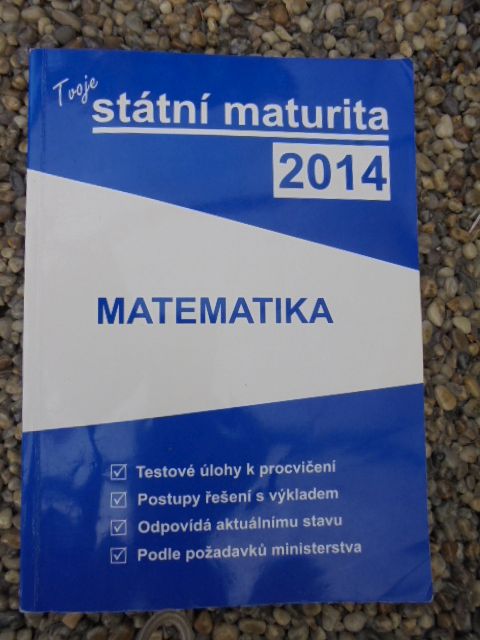 Tvoje
státní maturita
2014
MATEMATIKA
Testové úlohy k procvičení
Postupy řešení s výkladem
Odpovídá aktuálnímu stavu
Podle požadavků ministerstva